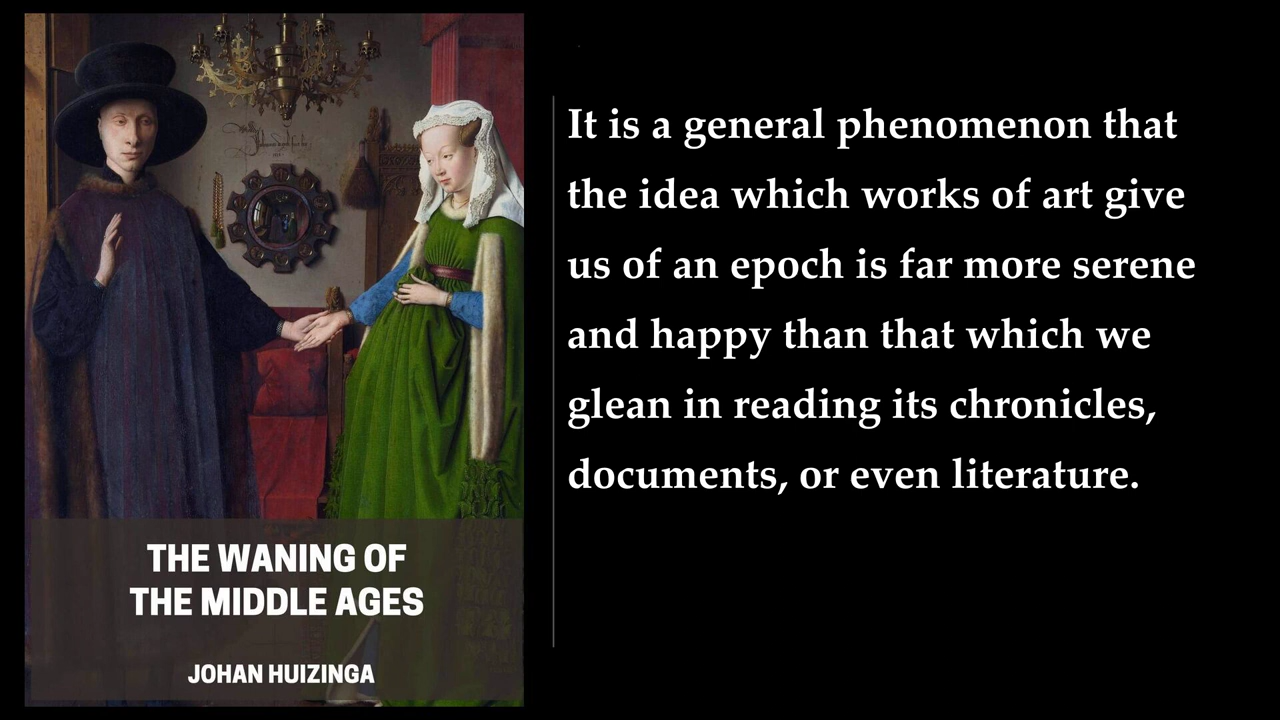 THE WANING OF
THE MIDDLE AGES
JOHAN HUIZINGA
It is a general phenomenon that
the idea which works of art give
us of an epoch is far more serene
and happy than that which we
glean in reading its chronicles,
documents, or even literature.